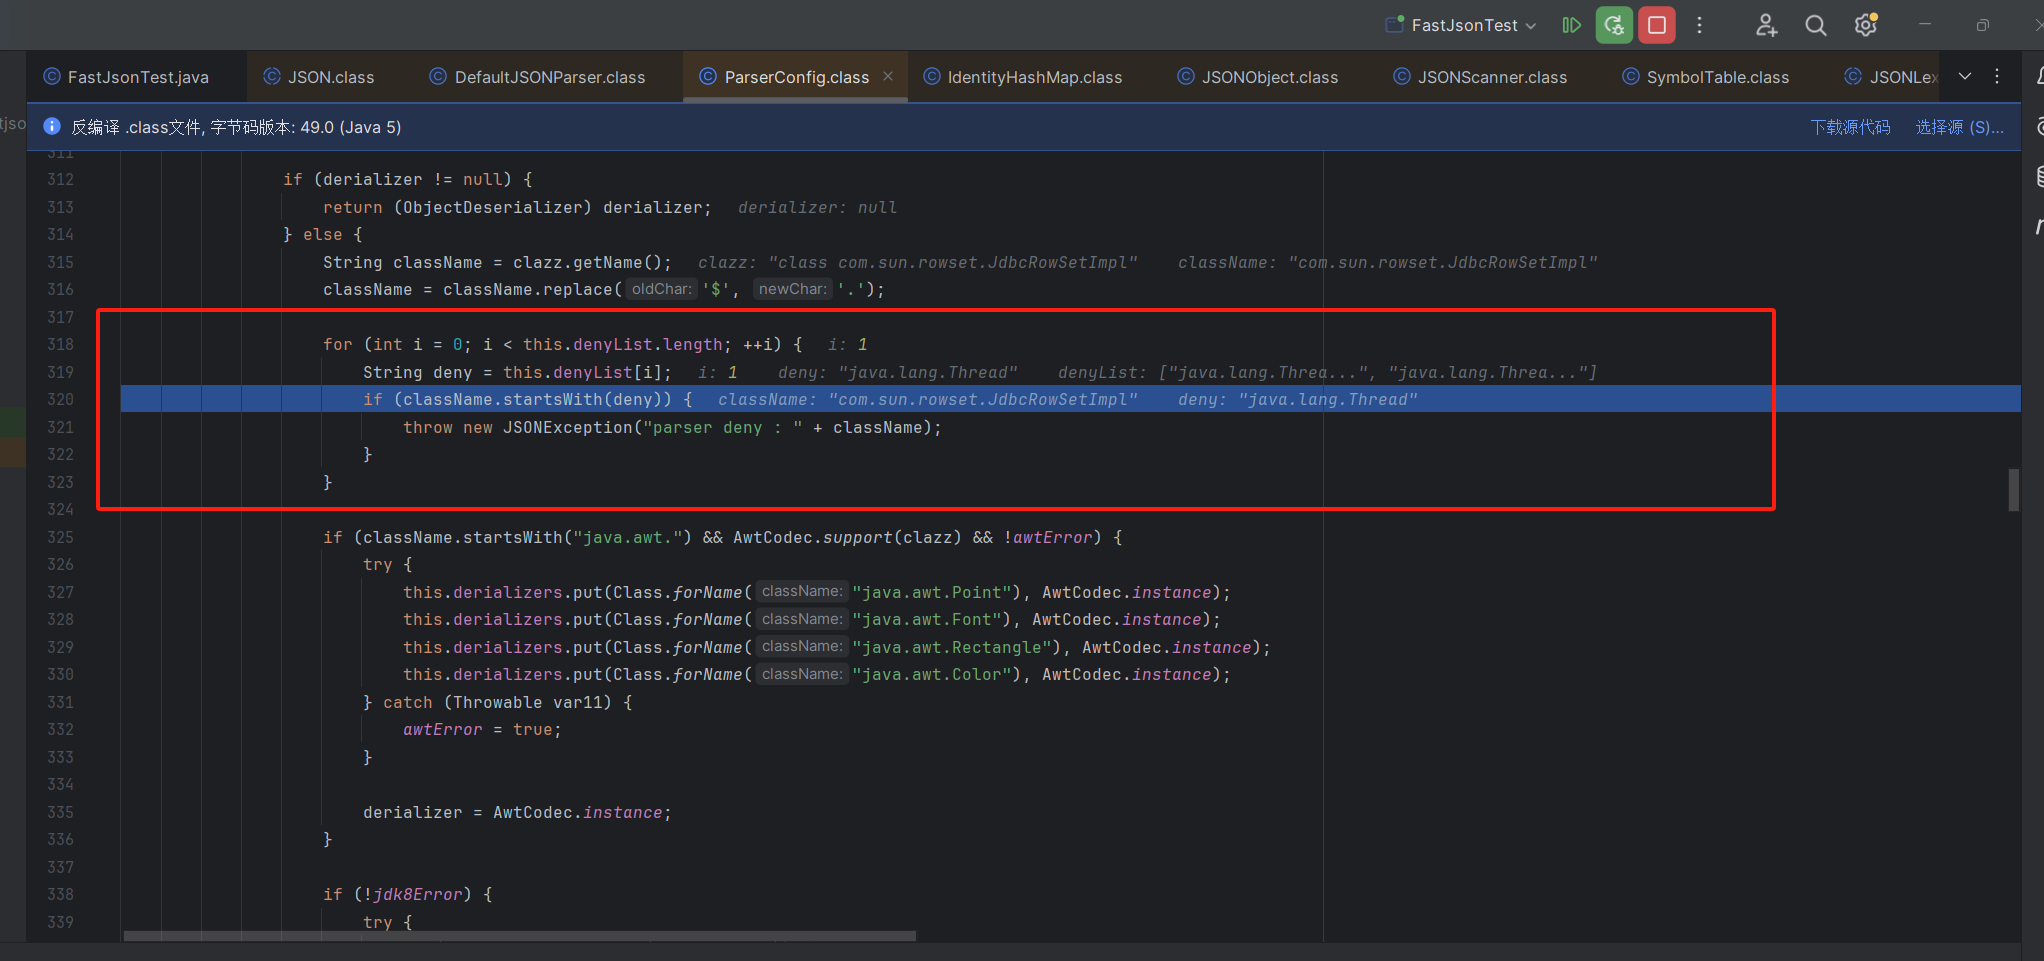 FastJsonTest
FastJsonTest.java JSON.class DefaultJSONParser.class ParserConfig.class IdentityHashMap.class JSONObject.class JSONScanner.class SymbolTable.class JSONLex
tjso
反编译 .class文件, 字节码版本: 49.0 (Java 5) 下载源代码 选择源 (S)...
311
312 if (derializer != null) {
313 return (ObjectDeserializer) derializer; derializer: null
314 } else {
315 String className = clazz.getName(); clazz: "class com.sun.rowset.JdbcRowSetImpl" className: "com.sun.rowset.JdbcRowSetImpl"
316 className = className.replace( oldChar: '$', newChar: '.');
317
318 for (int i = 0; i < this.denyList.length; ++i) { i: 1
319 String deny = this.denyList[i]; i: 1 deny: "java.lang.Thread" denyList: ["java.lang.Threa...", "java.lang.Threa..."]
320 if (className.startsWith(deny)) { className: "com.sun.rowset.JdbcRowSetImpl" deny: "java.lang.Thread"
321 throw new JSONException("parser deny : " + className);
322 }
323 }
324
325 if (className.startsWith("java.awt.") && AwtCodec.support(clazz) && !awtError) {
326 try {
327 this.derializers.put(Class.forName( className: "java.awt.Point"), AwtCodec.instance);
328 this.derializers.put(Class.forName( className: "java.awt.Font"), AwtCodec.instance);
329 this.derializers.put(Class.forName( className: "java.awt.Rectangle"), AwtCodec.instance);
330 this.derializers.put(Class.forName( className: "java.awt.Color"), AwtCodec.instance);
331 } catch (Throwable var11) {
332 awtError = true;
333 }
334
335 derializer = AwtCodec.instance;
336 }
337
338 if (!jdk8Error) {
339 try {